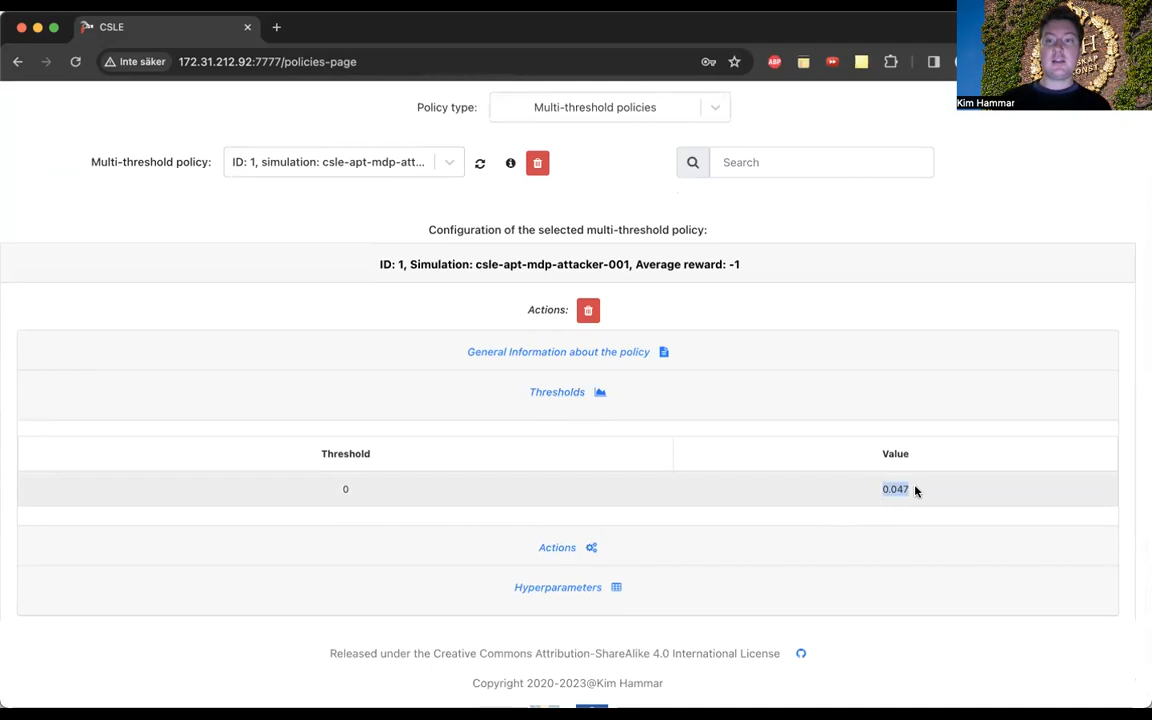 CSLE
Inte säker
172.31.212.92:7777/policies-page
ABP
Kim Hammar
Policy type:
Multi-threshold policies
Multi-threshold policy:
ID: 1, simulation: csle-apt-mdp-att...
Search
Configuration of the selected multi-threshold policy:
ID: 1, Simulation: csle-apt-mdp-attacker-001, Average reward: -1
Actions:
General Information about the policy
Thresholds
Threshold Value
0 0.047
Actions
Hyperparameters
Released under the Creative Commons Attribution-ShareAlike 4.0 International License
Copyright 2020-2023@Kim Hammar